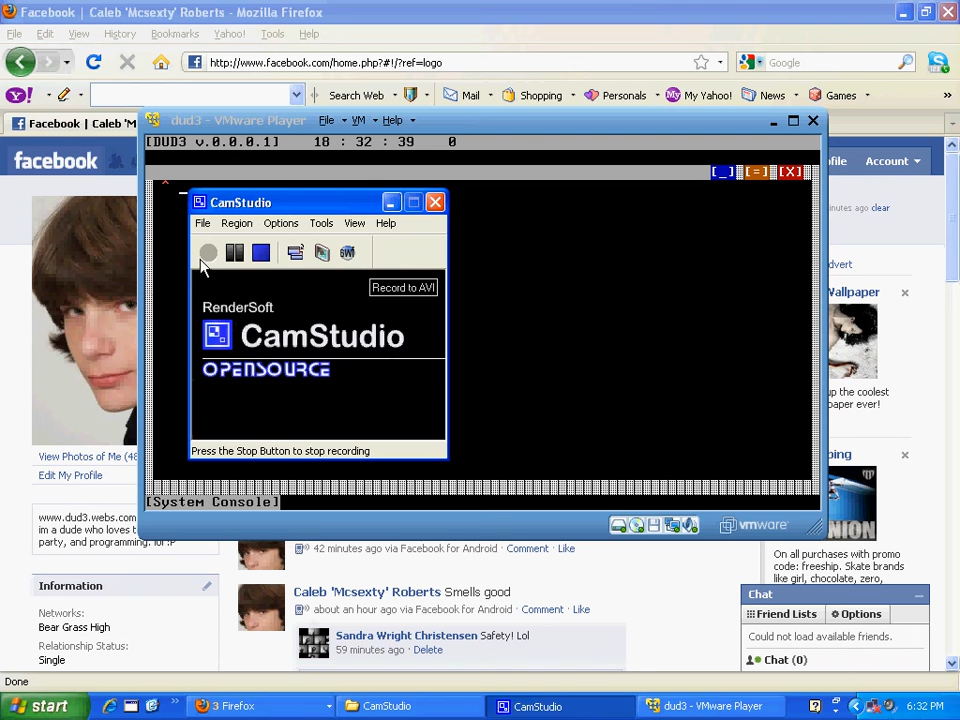 Facebook | Caleb 'Mcsexty' Roberts - Mozilla Firefox
File Edit View History Bookmarks Yahoo! Tools Help
http://www.facebook.com/home.php?#!/?ref=logo
Google
Y! Search Web Mail Shopping Personals My Yahoo! News Games »
Facebook | Caleb 'M
dud3 - VMware Player File VM Help
[DUD3 v.0.0.0.1] 18 : 32 : 39 0
facebook
ofile Account
[_] [=] [X]
^
_
CamStudio
File Region Options Tools View Help
SWF
Record to AVI
RenderSoft
CamStudio
OPENSOURCE
Press the Stop Button to stop recording
[System Console]
vmware
minutes ago clear
dvert
Wallpaper
up the coolest
paper ever!
ping
NION
On all purchases with promo
code: freeship. Skate brands
like girl, chocolate, zero,
View Photos of Me (48
Edit My Profile
www.dud3.webs.com
im a dude who loves t
party, and programming. lol :P
Information
Networks:
Bear Grass High
Relationship Status:
Single
42 minutes ago via Facebook for Android · Comment · Like
Caleb 'Mcsexty' Roberts Smells good
about an hour ago via Facebook for Android · Comment · Like
Sandra Wright Christensen Safety! Lol
59 minutes ago · Delete
Chat
Friend Lists Options
Could not load available friends.
Chat (0)
Done
start » 3 Firefox CamStudio CamStudio dud3 - VMware Player 6:32 PM